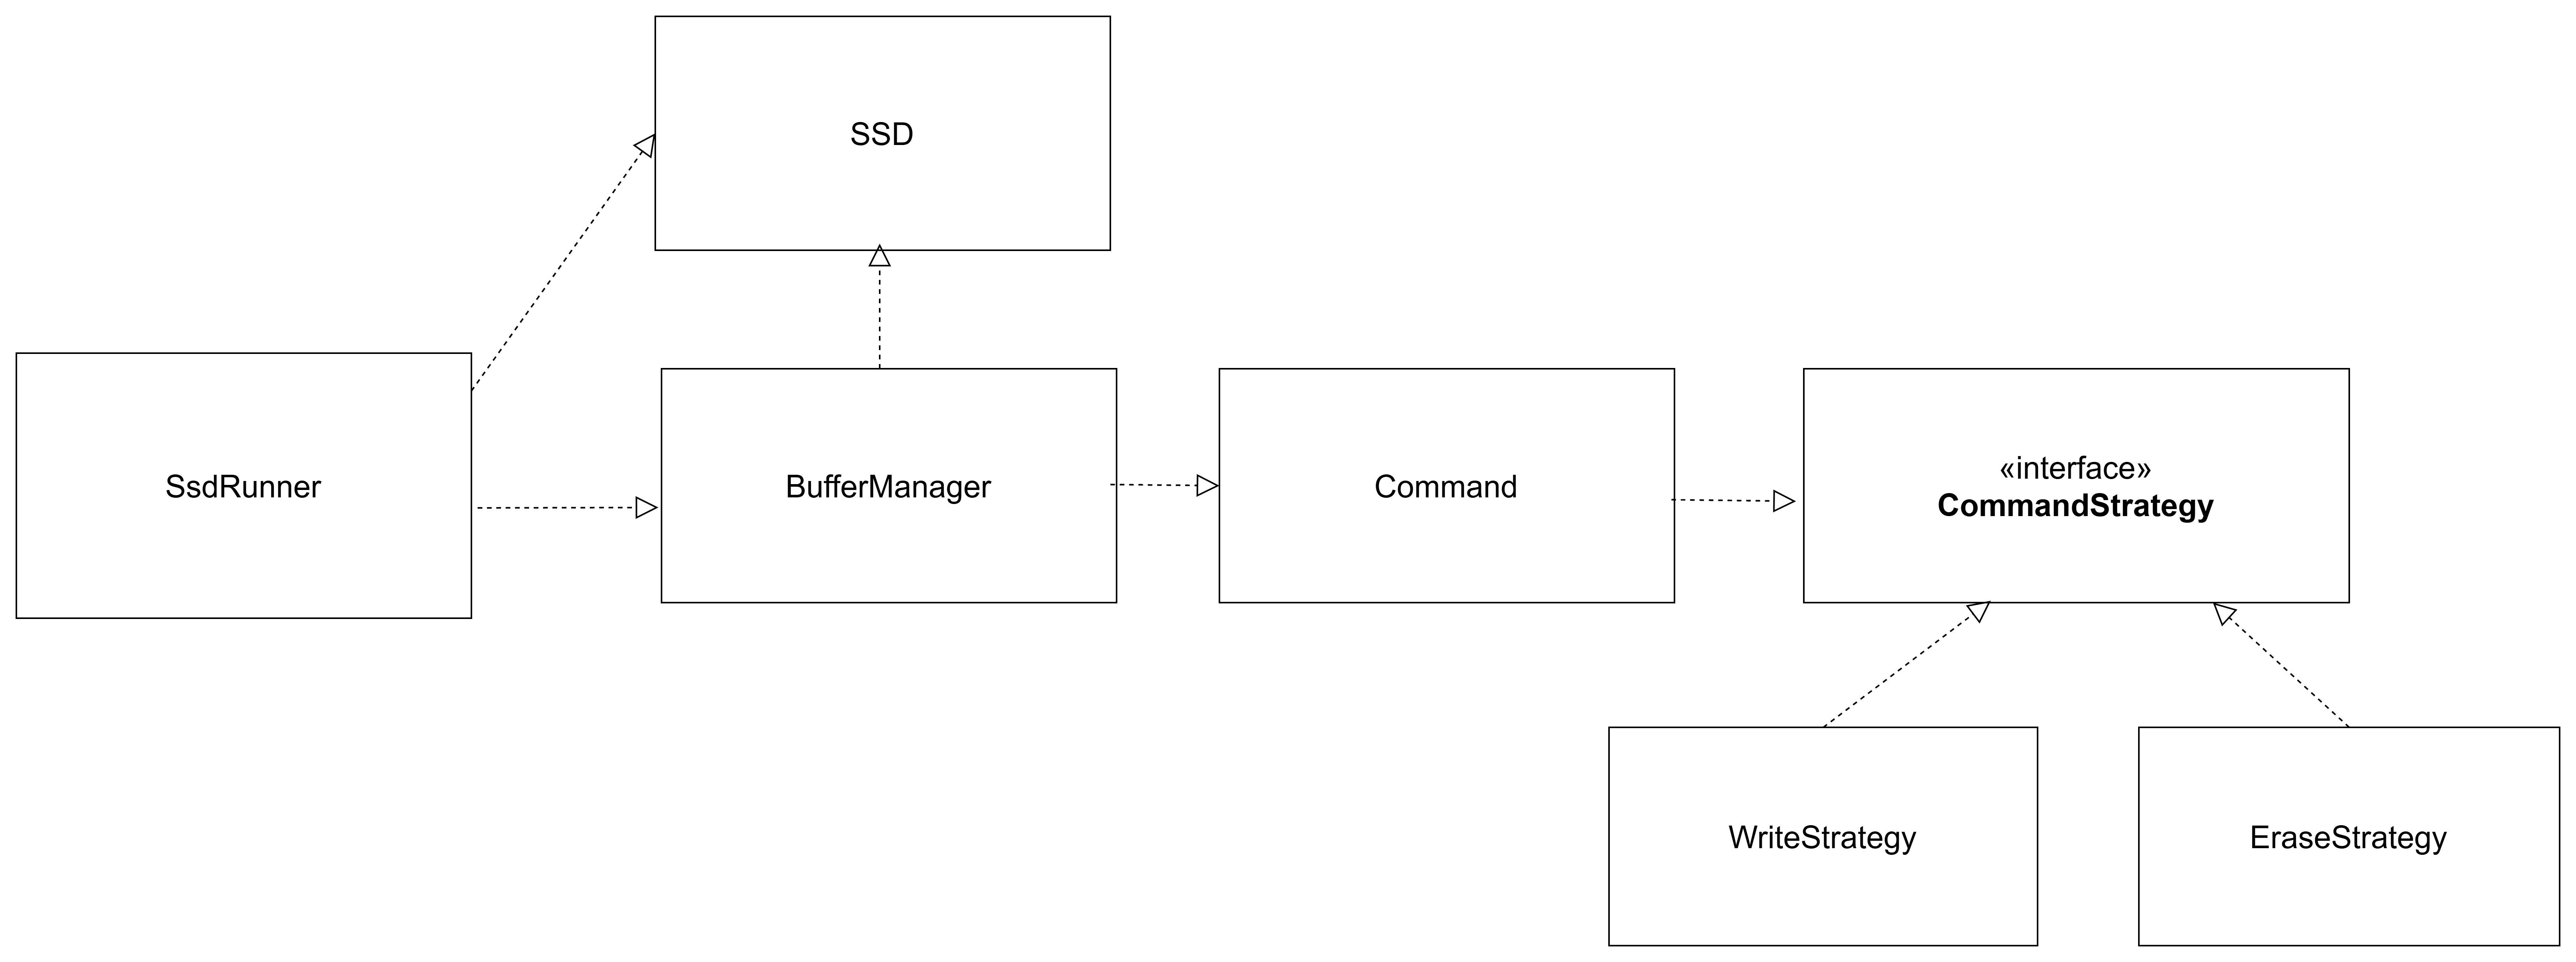 SSD
SsdRunner
BufferManager
Command
«interface»
CommandStrategy
WriteStrategy
EraseStrategy